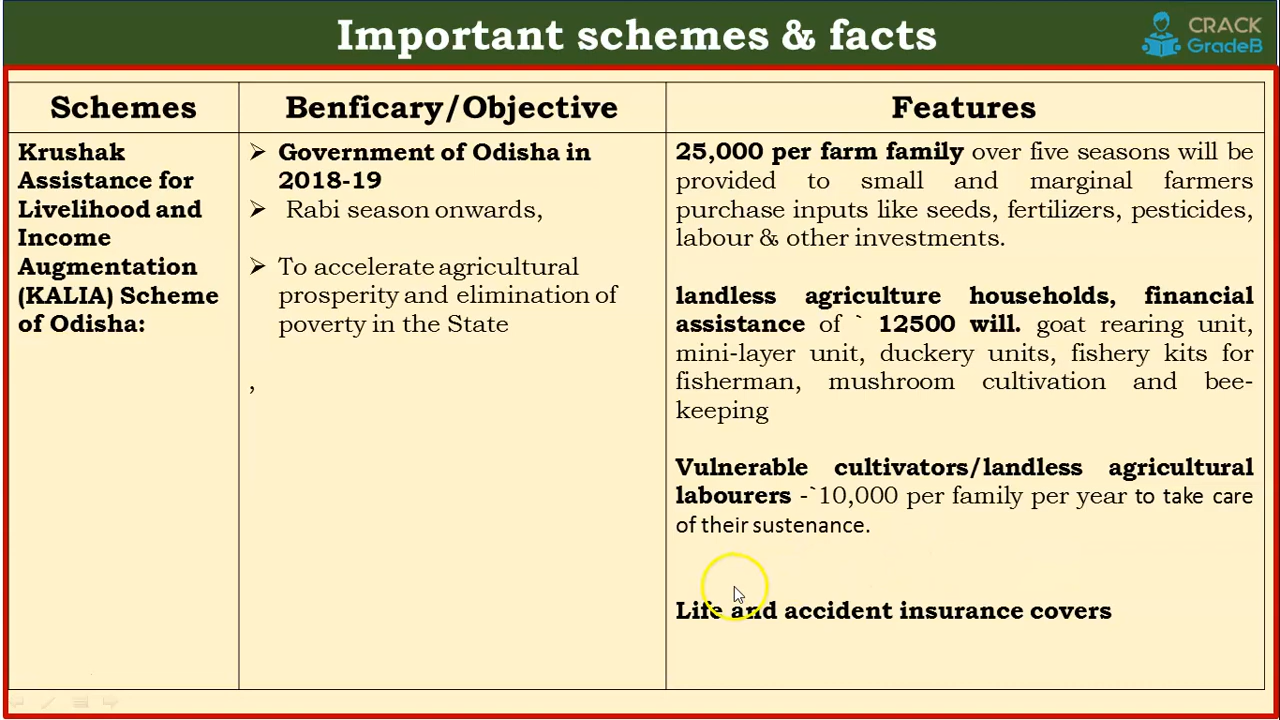 Important schemes & facts
CRACK
GradeB
Schemes
Benficary/Objective
Features
Krushak
Assistance for
Livelihood and
Income
Augmentation
(KALIA) Scheme
of Odisha:
➢ Government of Odisha in
2018-19
➢ Rabi season onwards,
➢ To accelerate agricultural
prosperity and elimination of
poverty in the State
,
25,000 per farm family over five seasons will be
provided to small and marginal farmers
purchase inputs like seeds, fertilizers, pesticides,
labour & other investments.
landless agriculture households, financial
assistance of ` 12500 will. goat rearing unit,
mini-layer unit, duckery units, fishery kits for
fisherman, mushroom cultivation and bee-
keeping
Vulnerable cultivators/landless agricultural
labourers -`10,000 per family per year to take care
of their sustenance.
Life and accident insurance covers